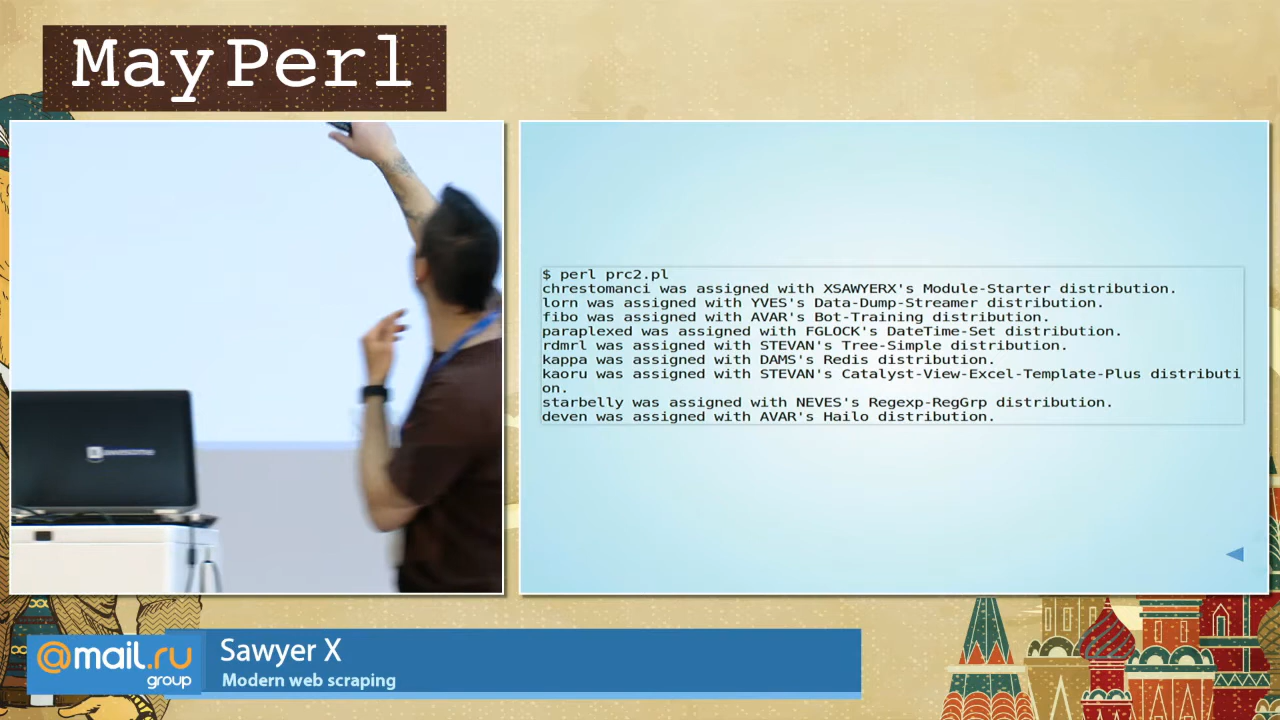 MayPerl
awesome
$ perl prc2.pl
chrestomanci was assigned with XSAWYERX's Module-Starter distribution.
lorn was assigned with YVES's Data-Dump-Streamer distribution.
fibo was assigned with AVAR's Bot-Training distribution.
paraplexed was assigned with FGLOCK's DateTime-Set distribution.
rdmrl was assigned with STEVAN's Tree-Simple distribution.
kappa was assigned with DAMS's Redis distribution.
kaoru was assigned with STEVAN's Catalyst-View-Excel-Template-Plus distributi
on.
starbelly was assigned with NEVES's Regexp-RegGrp distribution.
deven was assigned with AVAR's Hailo distribution.
@mail.ru
group
Sawyer X
Modern web scraping